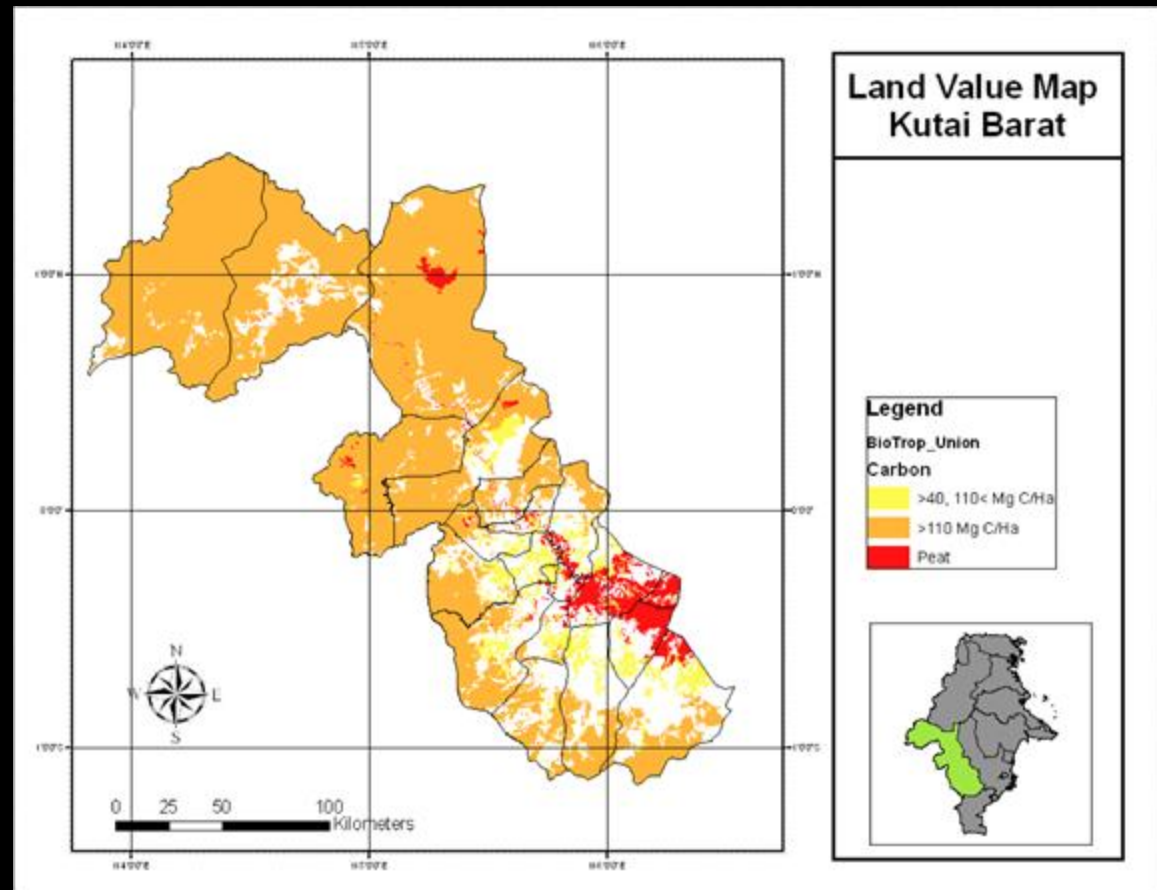 Land Value Map
Kutai Barat
Legend
BioTrop_Union
Carbon
>40, 110< Mg C/Ha
>110 Mg C/Ha
Peat
N
W E
S
0 25 50 100
Kilometers